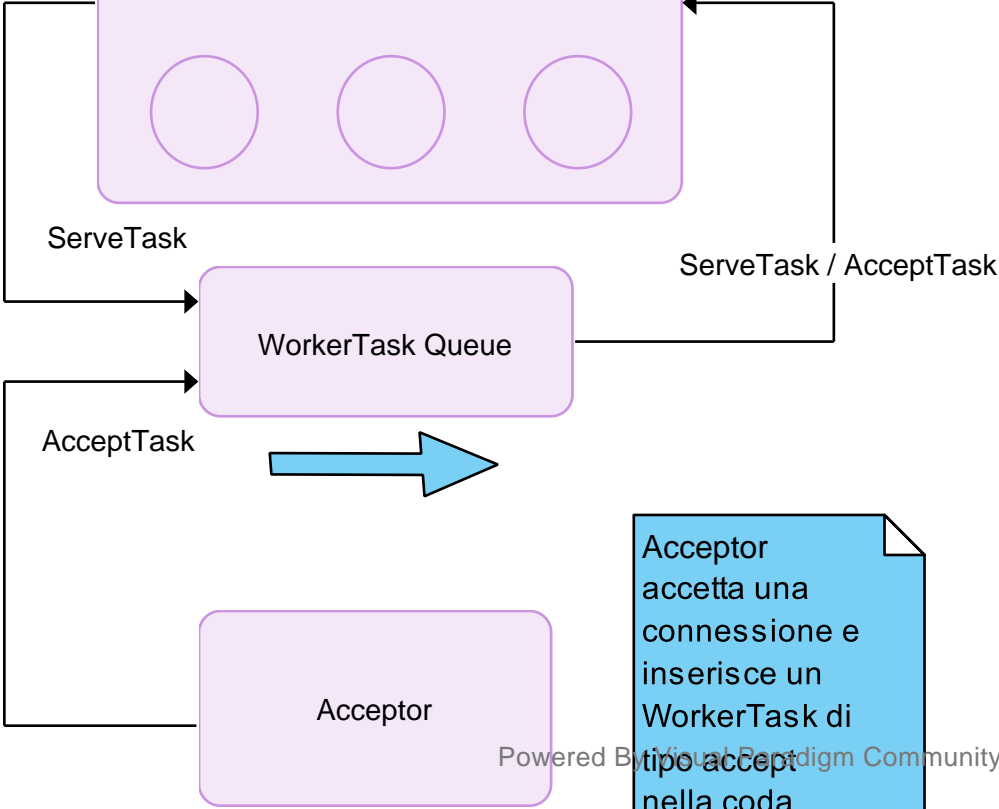 ServeTask
ServeTask / AcceptTask
WorkerTask Queue
AcceptTask
Acceptor
accetta una
connessione e
inserisce un
WorkerTask di
tipo accept
nella coda
Acceptor
Powered By Visual Paradigm Community